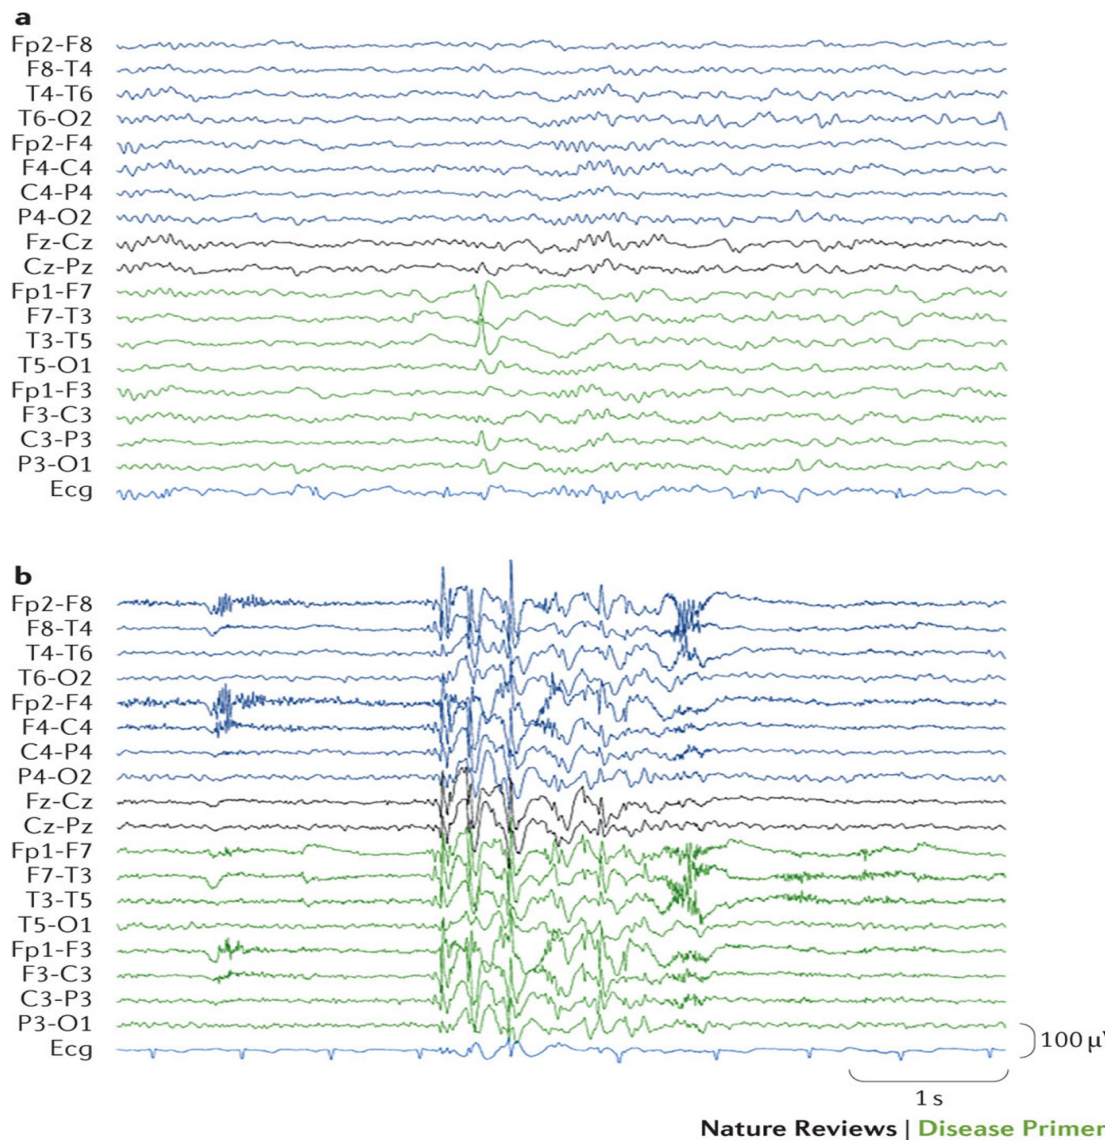 a
Fp2-F8
F8-T4
T4-T6
T6-O2
Fp2-F4
F4-C4
C4-P4
P4-O2
Fz-Cz
Cz-Pz
Fp1-F7
F7-T3
T3-T5
T5-O1
Fp1-F3
F3-C3
C3-P3
P3-O1
Ecg
b
Fp2-F8
F8-T4
T4-T6
T6-O2
Fp2-F4
F4-C4
C4-P4
P4-O2
Fz-Cz
Cz-Pz
Fp1-F7
F7-T3
T3-T5
T5-O1
Fp1-F3
F3-C3
C3-P3
P3-O1
100 μV
Ecg
1 s
Nature Reviews | Disease Primer